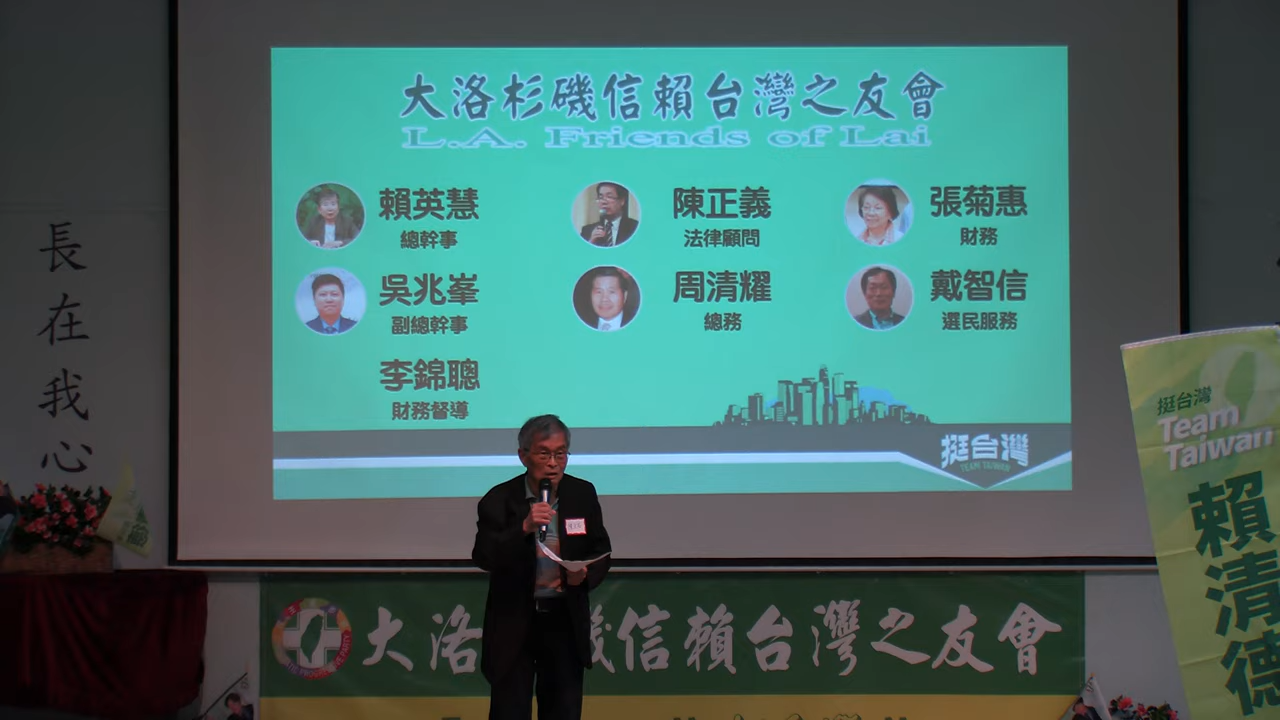 大洛杉磯信賴台灣之友會
L.A. Friends of Lai
賴英慧
總幹事
陳正義
法律顧問
張菊惠
財務
吳兆峯
副總幹事
周清耀
總務
戴智信
選民服務
李錦聰
財務督導
挺台灣
TEAM TAIWAN
長在我心
挺台灣
Team
Taiwan
賴清德
大洛 磯信賴台灣之友會